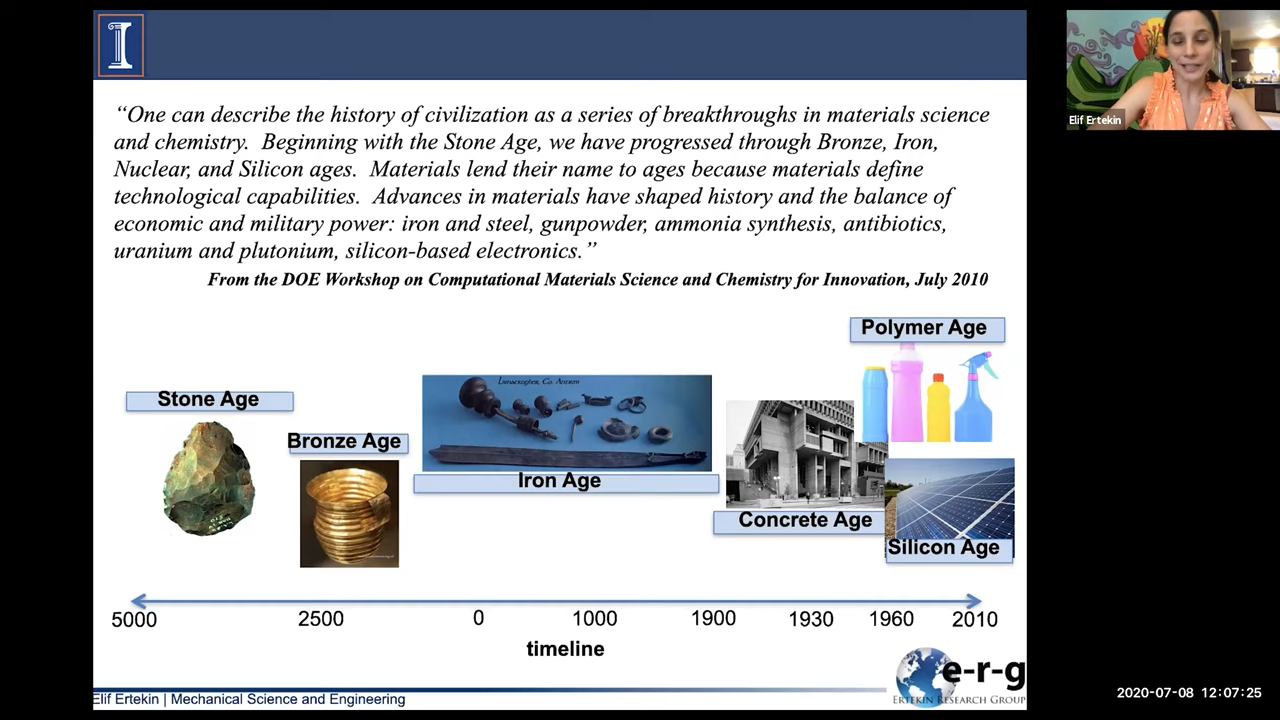 I
“One can describe the history of civilization as a series of breakthroughs in materials science
and chemistry. Beginning with the Stone Age, we have progressed through Bronze, Iron,
Nuclear, and Silicon ages. Materials lend their name to ages because materials define
technological capabilities. Advances in materials have shaped history and the balance of
economic and military power: iron and steel, gunpowder, ammonia synthesis, antibiotics,
uranium and plutonium, silicon-based electronics.”
From the DOE Workshop on Computational Materials Science and Chemistry for Innovation, July 2010
Elif Ertekin
Polymer Age
Stone Age
Bronze Age
Iron Age
Concrete Age
Silicon Age
5000 2500 0 1000 1900 1930 1960 2010
timeline
e-r-g
ERTEKIN RESEARCH GROUP
Elif Ertekin | Mechanical Science and Engineering
2020-07-08 12:07:25